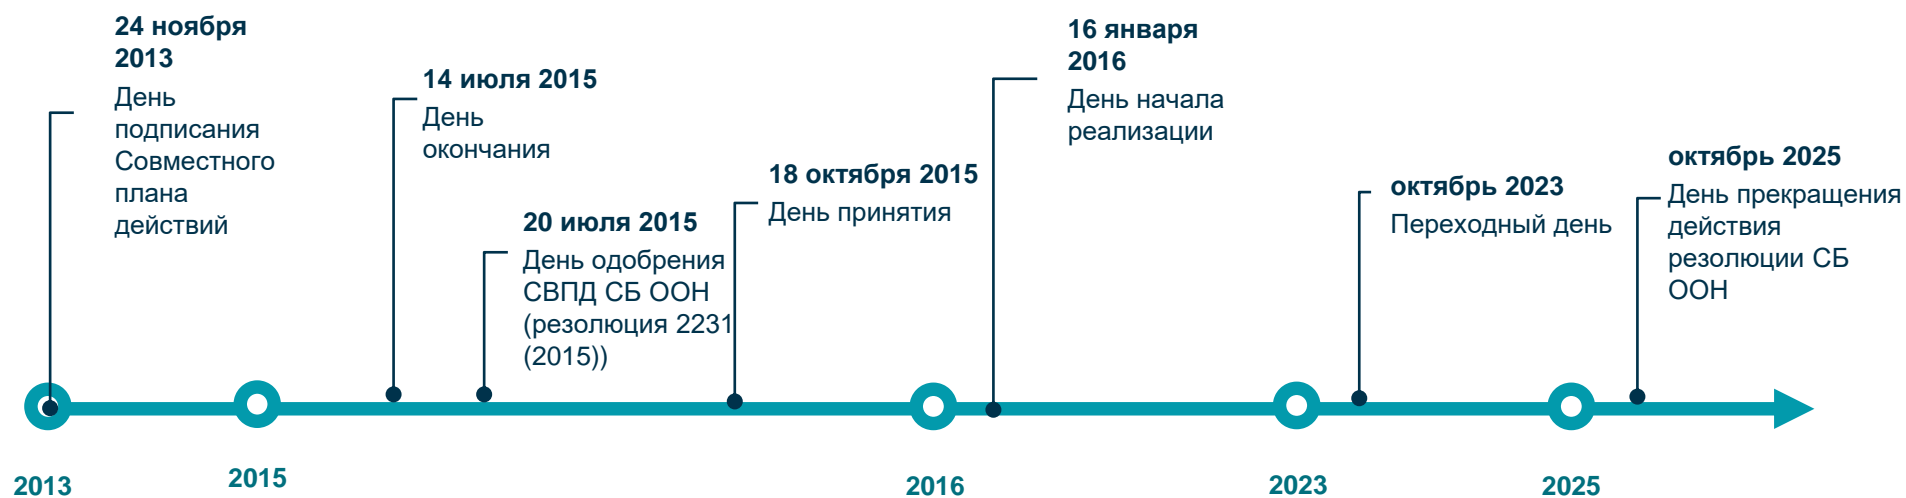 24 ноября
2013
День
подписания
Совместного
плана
действий
14 июля 2015
День
окончания
20 июля 2015
День одобрения
СВПД СБ ООН
(резолюция 2231
(2015))
18 октября 2015
День принятия
16 января
2016
День начала
реализации
октябрь 2023
Переходный день
октябрь 2025
День прекращения
действия
резолюции СБ
ООН
2013
2015
2016
2023
2025